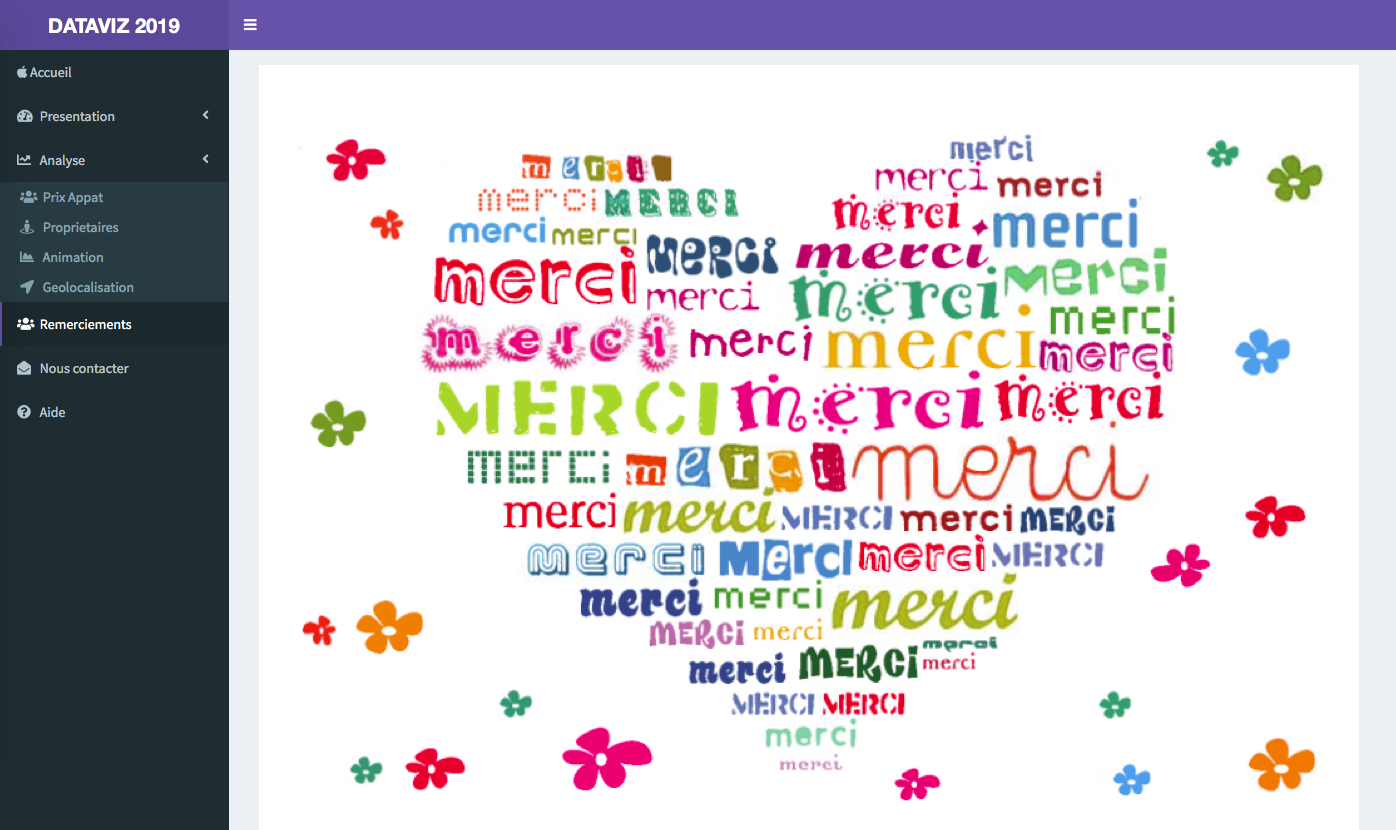 DATAVIZ 2019
Accueil
Presentation
Analyse
Prix Appat
Proprietaires
Animation
Geolocalisation
Remerciements
Nous contacter
Aide
merci
merci merci merci
merci MERCI merci
merci merci merci merci
merci merci merci
merci merci merci merci
merci merci
merci merci merci merci
MERCI merci merci
merci merci merci
merci merci MERCI merci MERCI
merci Merci merci MERCI
merci merci merci
MERCI merci
merci MERCI merci
merci
MERCI MERCI
merci
merci